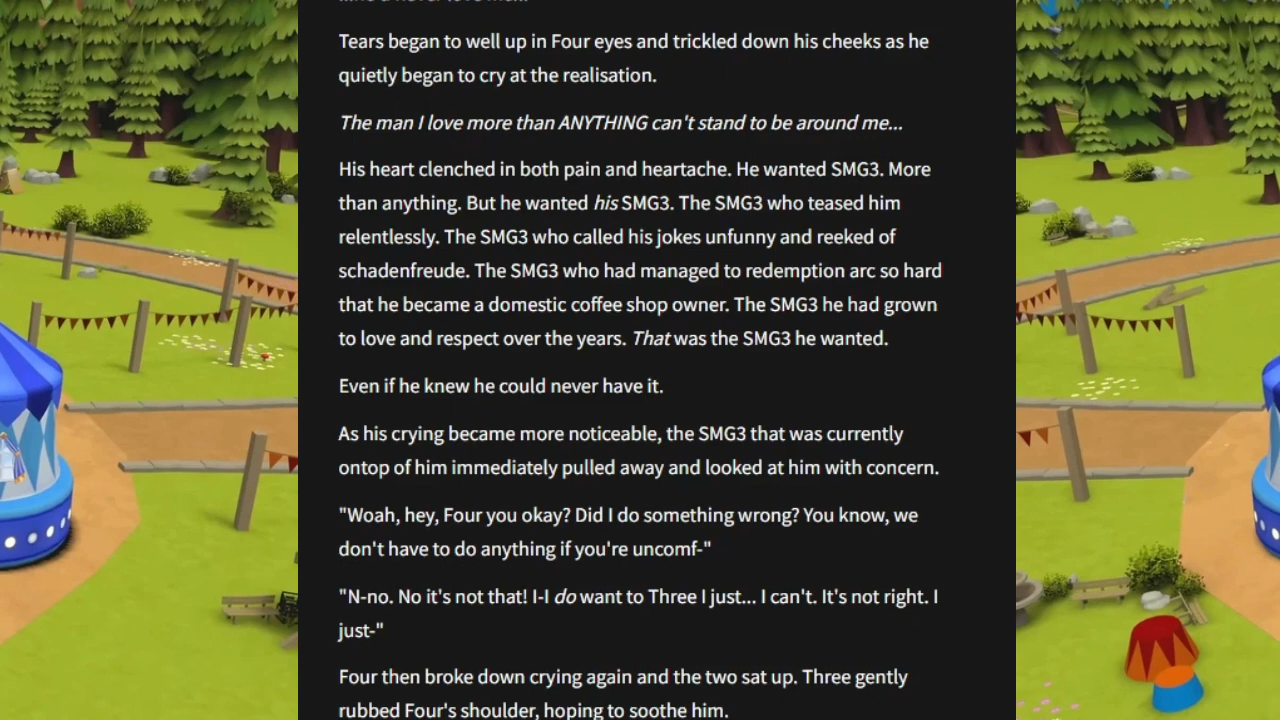 Tears began to well up in Four eyes and trickled down his cheeks as he
quietly began to cry at the realisation.
The man I love more than ANYTHING can't stand to be around me...
His heart clenched in both pain and heartache. He wanted SMG3. More
than anything. But he wanted his SMG3. The SMG3 who teased him
relentlessly. The SMG3 who called his jokes unfunny and reeked of
schadenfreude. The SMG3 who had managed to redemption arc so hard
that he became a domestic coffee shop owner. The SMG3 he had grown
to love and respect over the years. That was the SMG3 he wanted.
Even if he knew he could never have it.
As his crying became more noticeable, the SMG3 that was currently
ontop of him immediately pulled away and looked at him with concern.
"Woah, hey, Four you okay? Did I do something wrong? You know, we
don't have to do anything if you're uncomf-"
"N-no. No it's not that! I-I do want to Three I just... I can't. It's not right. I
just-"
Four then broke down crying again and the two sat up. Three gently
rubbed Four's shoulder, hoping to soothe him.